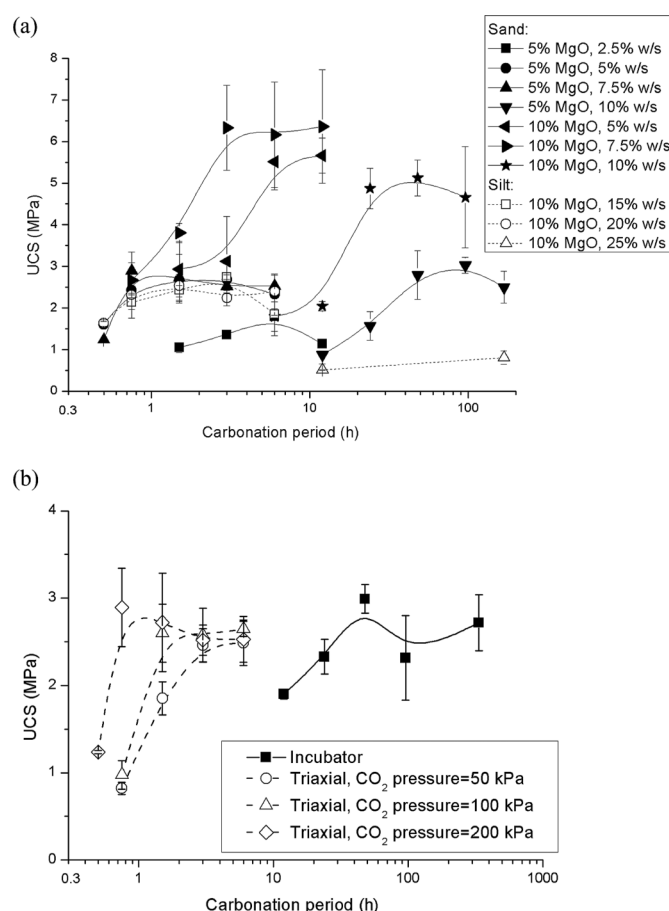 (a)
Sand:
5% MgO, 2.5% w/s
5% MgO, 5% w/s
5% MgO, 7.5% w/s
5% MgO, 10% w/s
10% MgO, 5% w/s
10% MgO, 7.5% w/s
10% MgO, 10% w/s
Silt:
10% MgO, 15% w/s
10% MgO, 20% w/s
10% MgO, 25% w/s
8
7
6
5
4
3
2
1
0
UCS (MPa)
0.3 1 10 100
Carbonation period (h)
(b)
4
3
2
1
0
UCS (MPa)
Incubator
Triaxial, CO2 pressure=50 kPa
Triaxial, CO2 pressure=100 kPa
Triaxial, CO2 pressure=200 kPa
0.3 1 10 100 1000
Carbonation period (h)